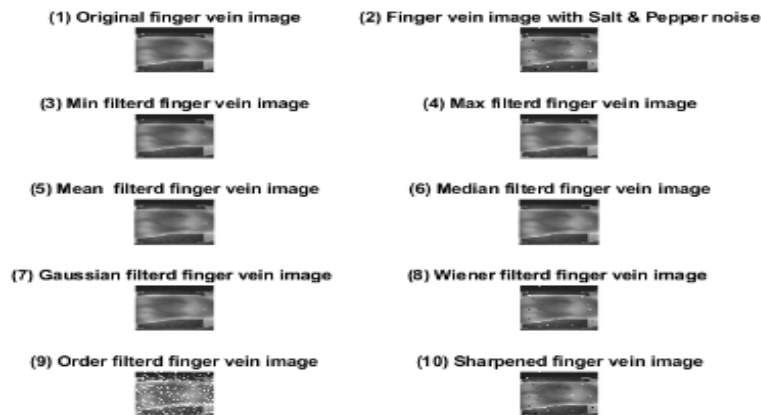 (1) Original finger vein image
(2) Finger vein image with Salt & Pepper noise
(3) Min filterd finger vein image
(4) Max filterd finger vein image
(5) Mean filterd finger vein image
(6) Median filterd finger vein image
(7) Gaussian filterd finger vein image
(8) Wiener filterd finger vein image
(9) Order filterd finger vein image
(10) Sharpened finger vein image